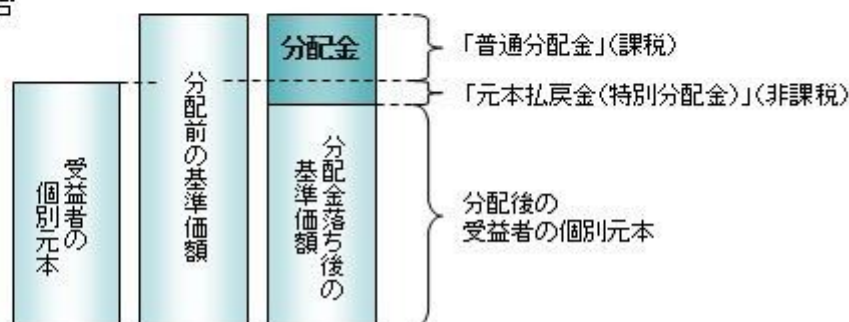 分配金
「普通分配金」(課税)
「元本払戻金(特別分配金)」(非課税)
受益者の
個別元本
分配前の基準価額
分配金落ち後の
基準価額
分配後の
受益者の個別元本